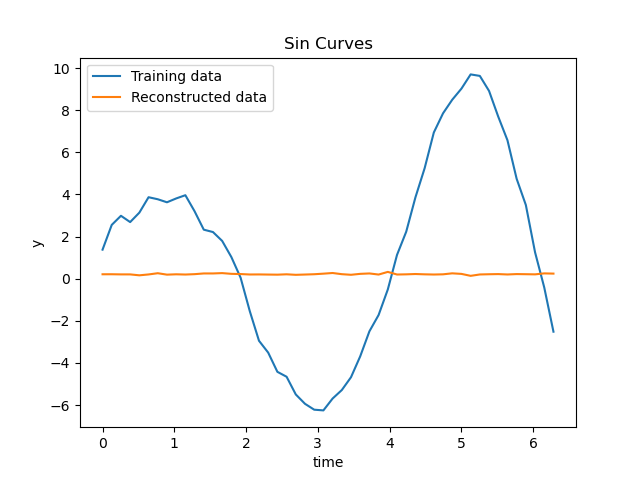 Sin Curves
Training data
Reconstructed data
10
8
6
4
2
0
−2
−4
−6
y
0 1 2 3 4 5 6
time